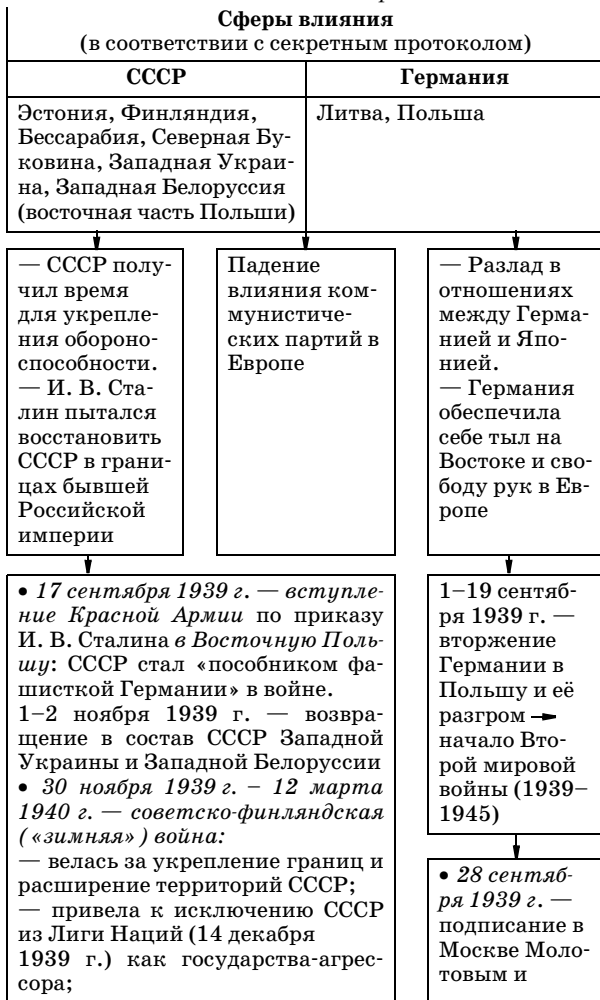 Сферы влияния
(в соответствии с секретным протоколом)
СССР
Германия
Эстония, Финляндия,
Бессарабия, Северная Бу-
ковина, Западная Украи-
на, Западная Белоруссия
(восточная часть Польши)
Литва, Польша
— СССР полу-
чил время
для укрепле-
ния обороно-
способности.
— И. В. Ста-
лин пытался
восстановить
СССР в грани-
цах бывшей
Российской
империи
Падение
влияния ком-
мунистиче-
ских партий в
Европе
— Разлад в
отношениях
между Герма-
нией и Япо-
нией.
— Германия
обеспечила
себе тыл на
Востоке и сво-
боду рук в Ев-
ропе
• 17 сентября 1939 г. — вступле-
ние Красной Армии по приказу
И. В. Сталина в Восточную Поль-
шу: СССР стал «пособником фа-
шисткой Германии» в войне.
1–2 ноября 1939 г. — возвра-
щение в состав СССР Западной
Украины и Западной Белоруссии
• 30 ноября 1939 г. – 12 марта
1940 г. — советско-финляндская
(«зимняя») война:
— велась за укрепление границ и
расширение территорий СССР;
— привела к исключению СССР
из Лиги Наций (14 декабря
1939 г.) как государства-агрес-
сора;
1–19 сентяб-
ря 1939 г. —
вторжение
Германии в
Польшу и её
разгром →
начало Вто-
рой мировой
войны (1939–
1945)
• 28 сентяб-
ря 1939 г. —
подписание в
Москве Моло-
товым и